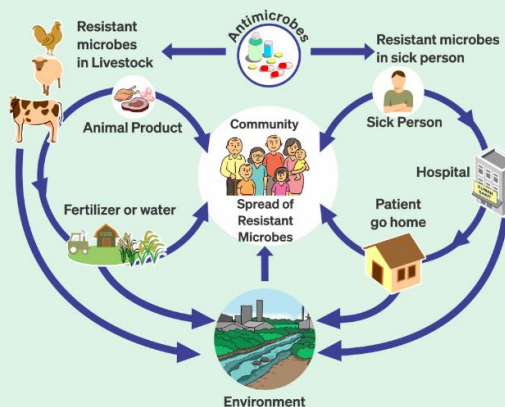 Antimicrobes
Resistant
microbes
in Livestock
Resistant microbes
in sick person
Animal Product
Community
Sick Person
Hospital
Fertilizer or water
Spread of
Resistant
Microbes
Patient
go home
Environment